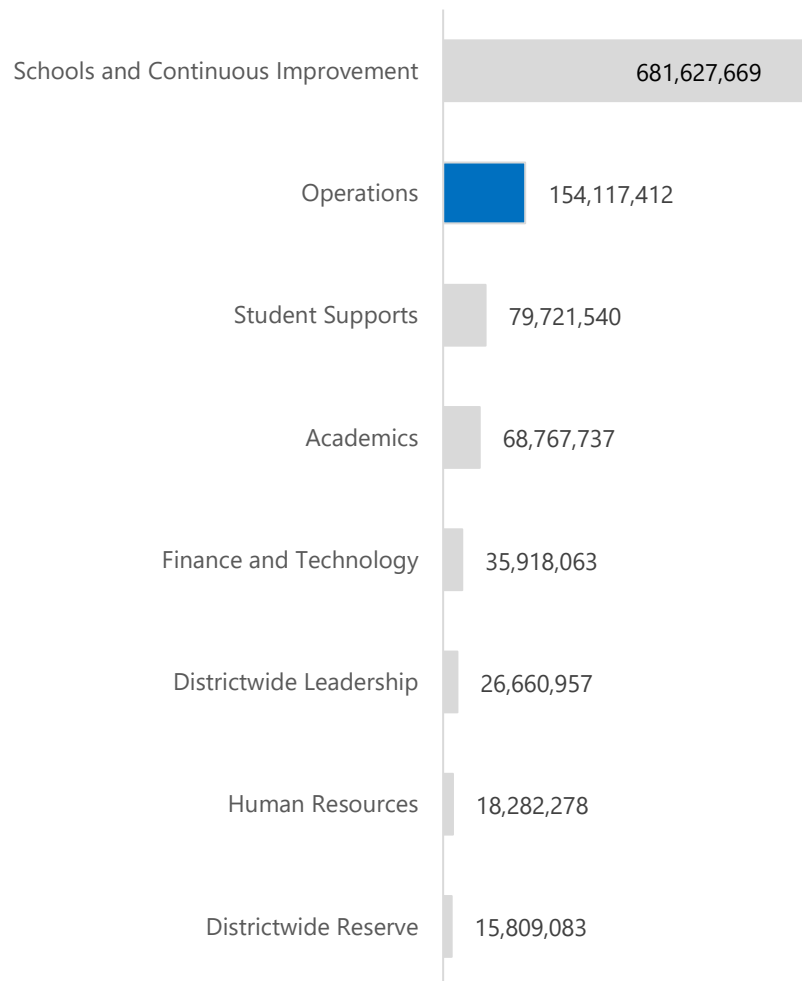 Schools and Continuous Improvement 681,627,669
Operations 154,117,412
Student Supports 79,721,540
Academics 68,767,737
Finance and Technology 35,918,063
Districtwide Leadership 26,660,957
Human Resources 18,282,278
Districtwide Reserve 15,809,083